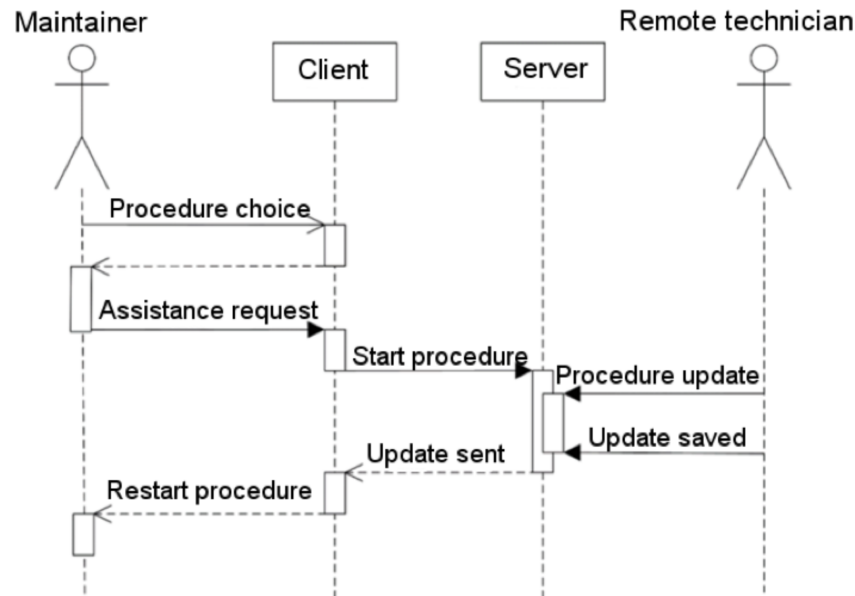 Maintainer
Remote technician
Client
Server
Procedure choice
Assistance request
Start procedure
Procedure update
Update saved
Update sent
Restart procedure